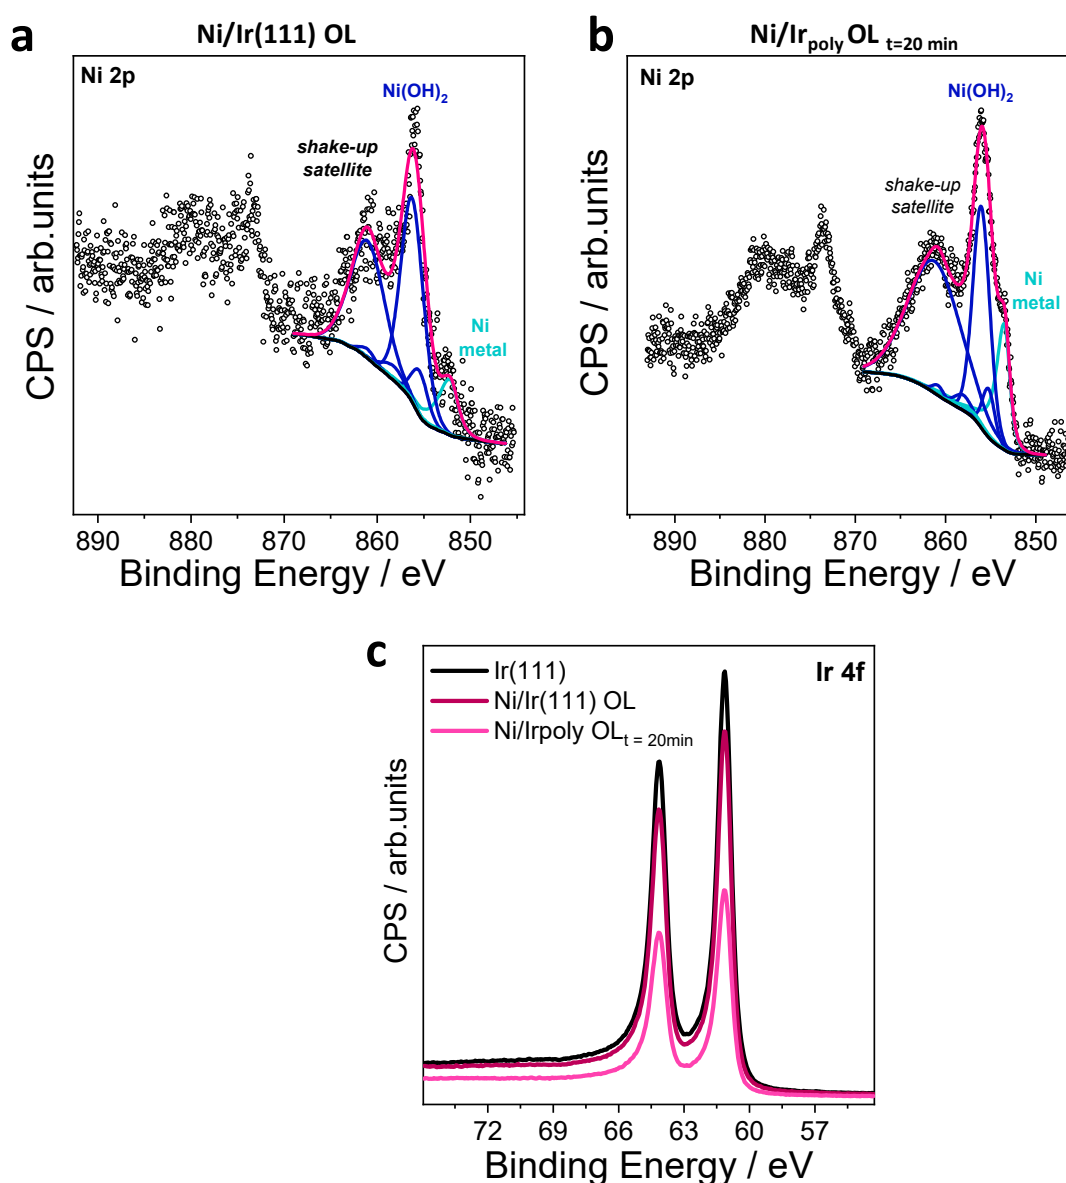 a
Ni/Ir(111) OL
Ni 2p
Ni(OH)2
shake-up
satellite
Ni
metal
CPS / arb.units
890 880 870 860 850
Binding Energy / eV
b
Ni/Irpoly OL t=20 min
Ni 2p
Ni(OH)2
shake-up
satellite
Ni
metal
CPS / arb.units
890 880 870 860 850
Binding Energy / eV
c
Ir(111)
Ni/Ir(111) OL
Ni/Irpoly OLt = 20min
Ir 4f
CPS / arb.units
72 69 66 63 60 57
Binding Energy / eV